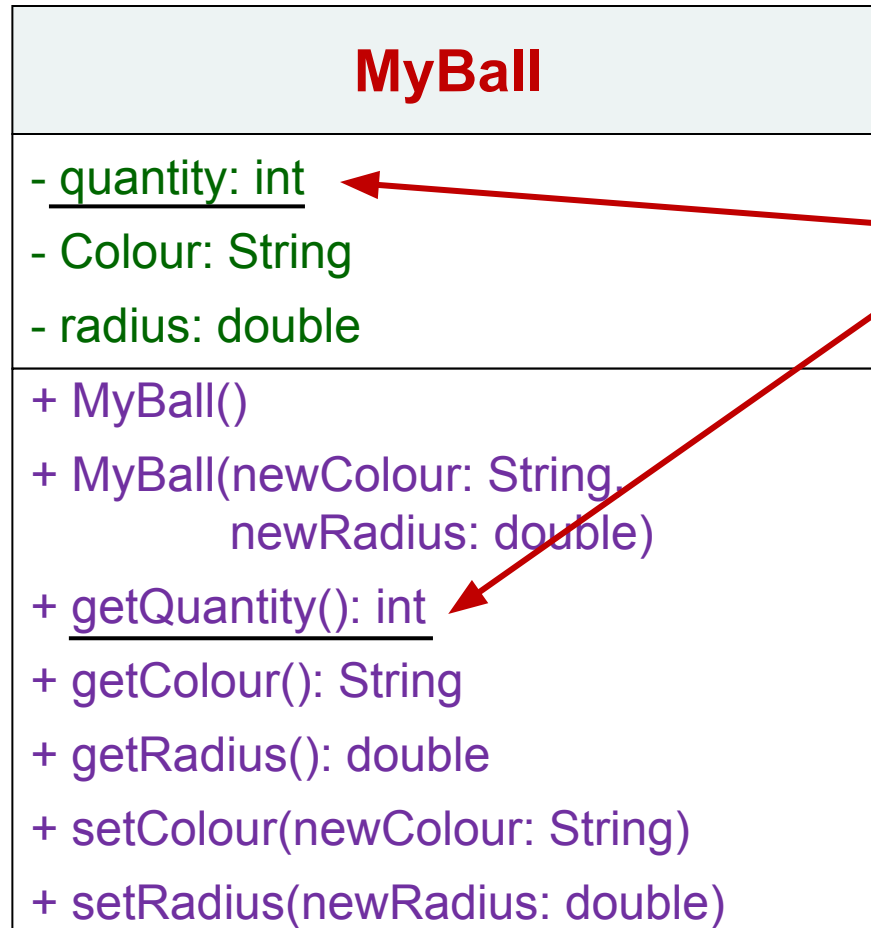 MyBall
- quantity: int
- Colour: String
- radius: double
+ MyBall()
+ MyBall(newColour: String,
newRadius: double)
+ getQuantity(): int
+ getColour(): String
+ getRadius(): double
+ setColour(newColour: String)
+ setRadius(newRadius: double)